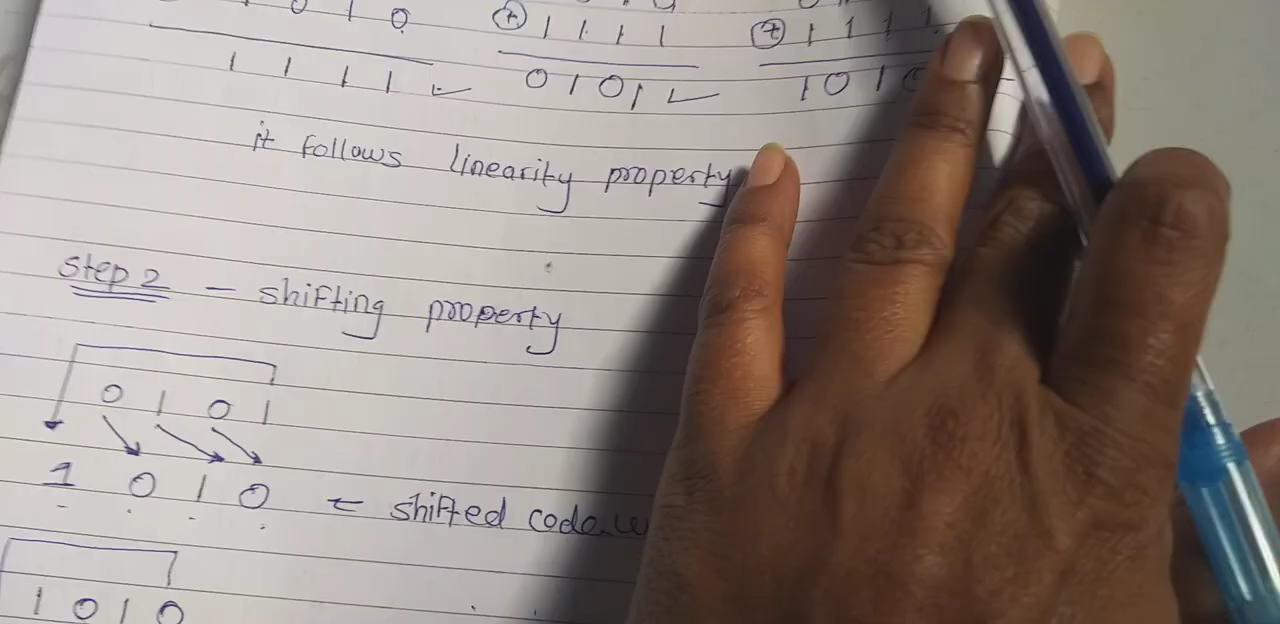 0 1 0 (+) 1 1 1 1 (+) 1 1 1 1
1 1 1 1 ✓ 0 1 0 1 ✓ 1 0 1 0
it follows linearity property
Step 2 - shifting property
0 1 0 1
1 0 1 0 ← shifted code
1 0 1 0